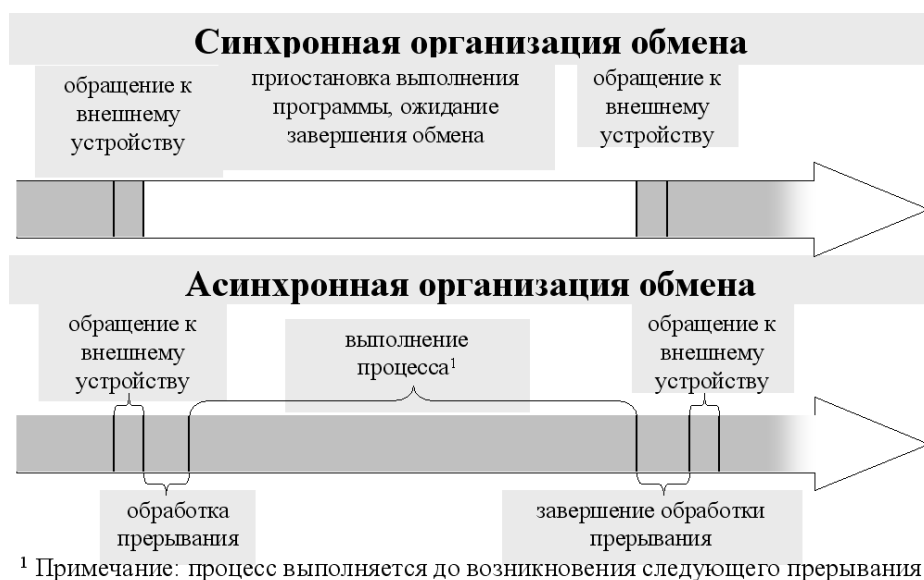 Синхронная организация обмена
обращение к
внешнему
устройству
приостановка выполнения
программы, ожидание
завершения обмена
обращение к
внешнему
устройству
Асинхронная организация обмена
обращение к
внешнему
устройству
выполнение
процесса¹
обращение к
внешнему
устройству
обработка
прерывания
завершение обработки
прерывания
¹ Примечание: процесс выполняется до возникновения следующего прерывания